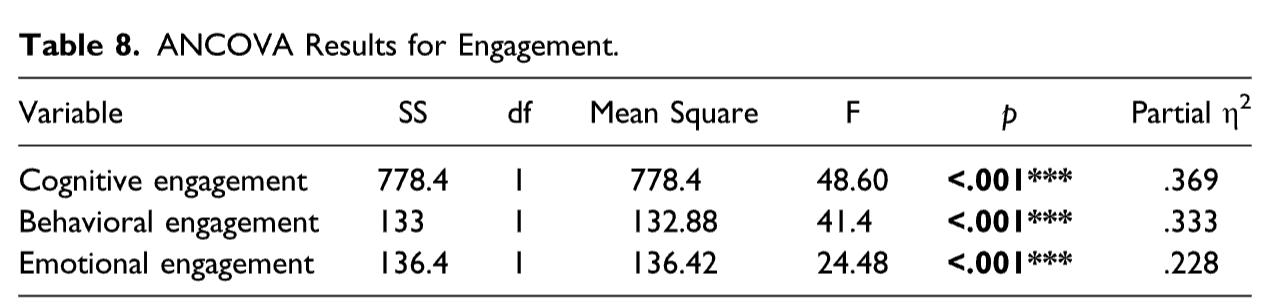 Table 8. ANCOVA Results for Engagement.
Variable SS df Mean Square F p Partial η²
Cognitive engagement 778.4 1 778.4 48.60 <.001*** .369
Behavioral engagement 133 1 132.88 41.4 <.001*** .333
Emotional engagement 136.4 1 136.42 24.48 <.001*** .228